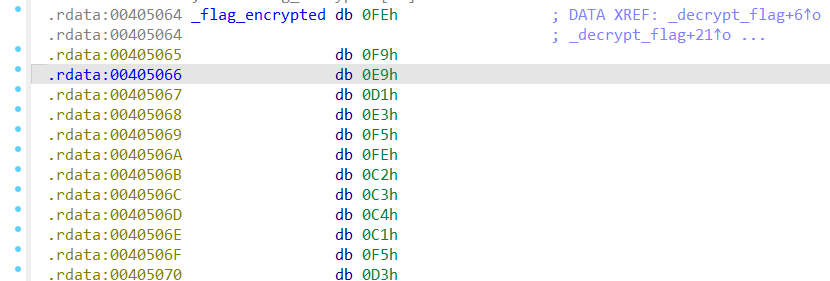 .rdata:00405064 _flag_encrypted db 0FEh ; DATA XREF: _decrypt_flag+6↑o
.rdata:00405064 ; _decrypt_flag+21↑o ...
.rdata:00405065 db 0F9h
.rdata:00405066 db 0E9h
.rdata:00405067 db 0D1h
.rdata:00405068 db 0E3h
.rdata:00405069 db 0F5h
.rdata:0040506A db 0FEh
.rdata:0040506B db 0C2h
.rdata:0040506C db 0C3h
.rdata:0040506D db 0C4h
.rdata:0040506E db 0C1h
.rdata:0040506F db 0F5h
.rdata:00405070 db 0D3h